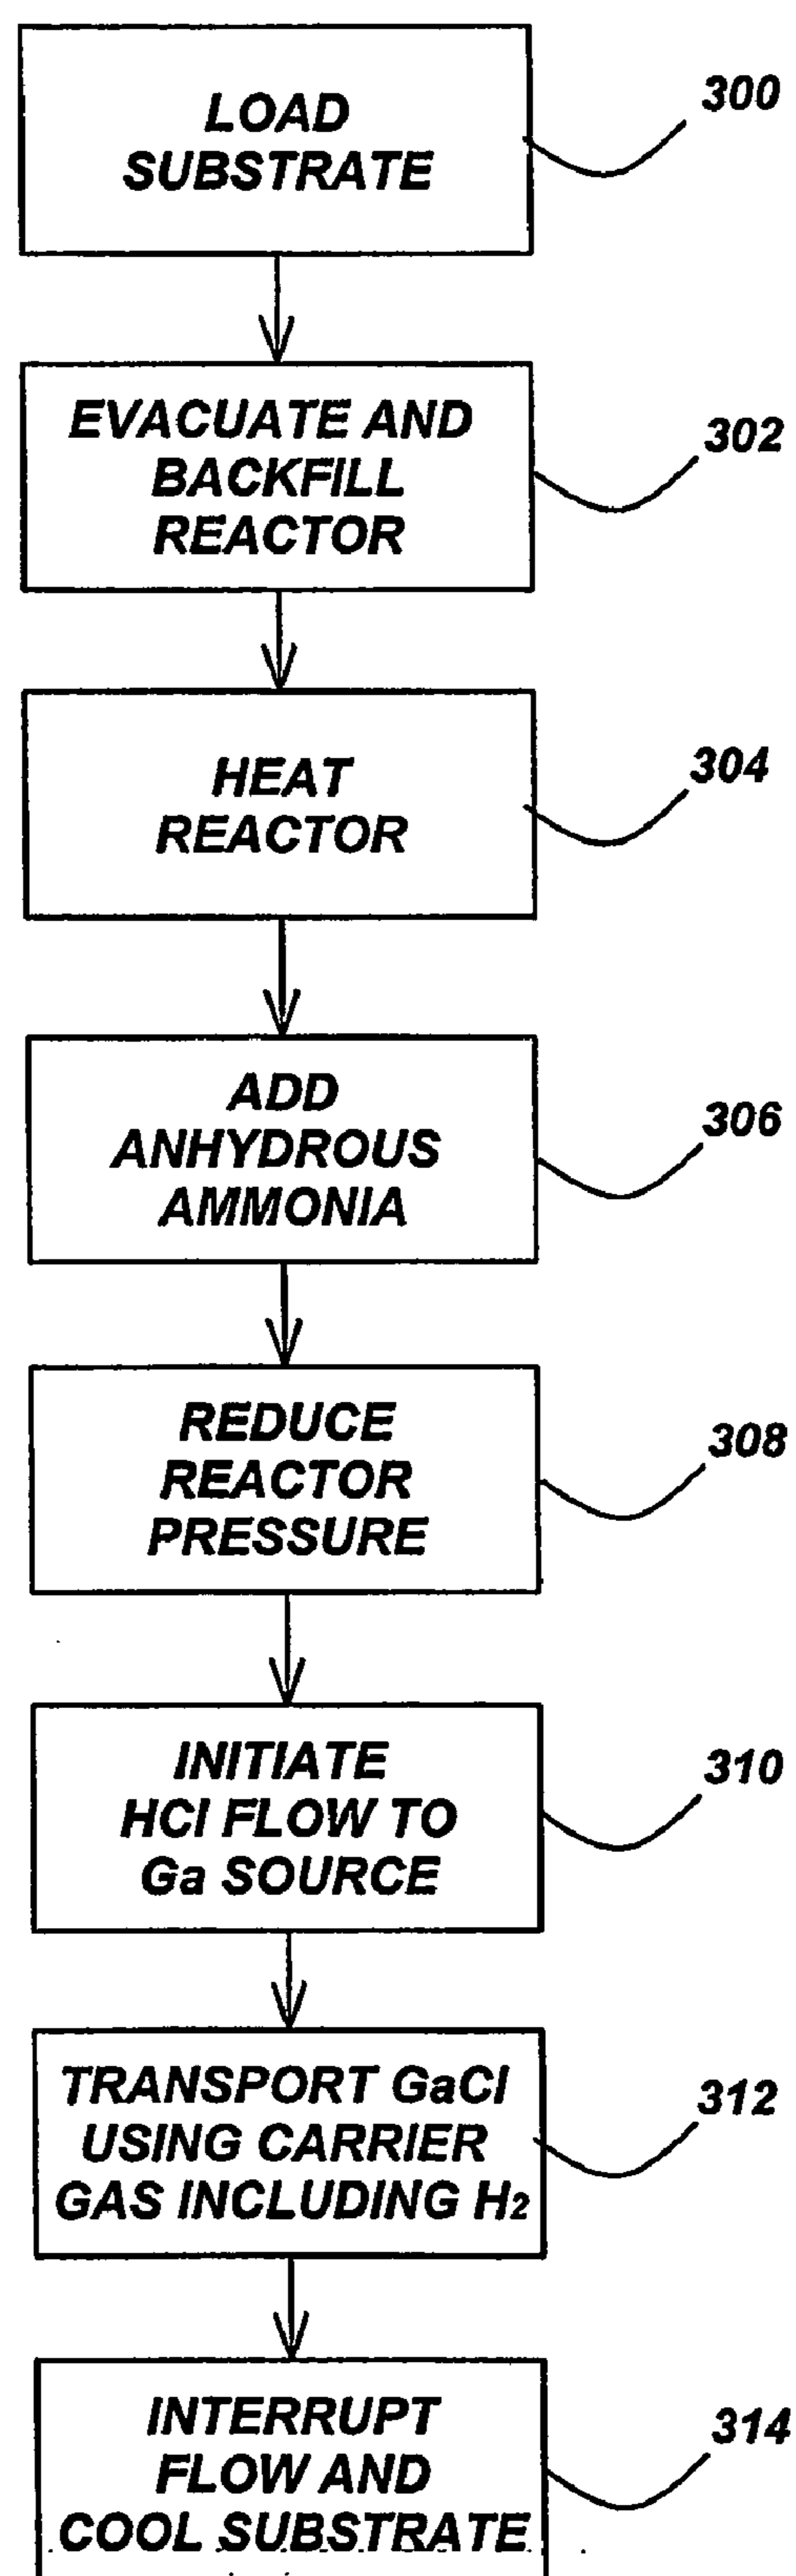 LOAD
SUBSTRATE
300
EVACUATE AND
BACKFILL
REACTOR
302
HEAT
REACTOR
304
ADD
ANHYDROUS
AMMONIA
306
REDUCE
REACTOR
PRESSURE
308
INITIATE
HCl FLOW TO
Ga SOURCE
310
TRANSPORT GaCl
USING CARRIER
GAS INCLUDING H2
312
INTERRUPT
FLOW AND
COOL SUBSTRATE
314